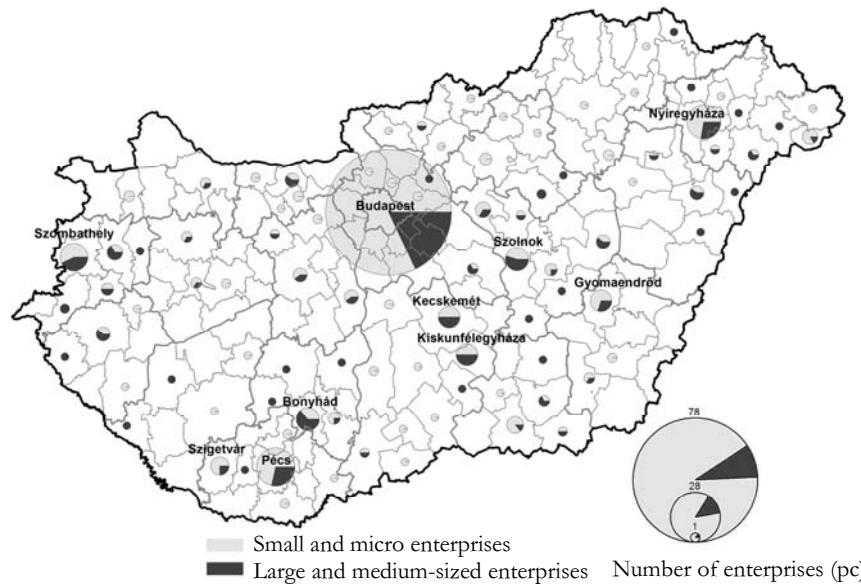 Nyíregyháza
Budapest
Szombathely
Szolnok
Gyomaendrőd
Kecskemét
Kiskunfélegyháza
Bonyhád
Szigetvár
Pécs
78
28
1
Small and micro enterprises
Large and medium-sized enterprises
Number of enterprises (pc